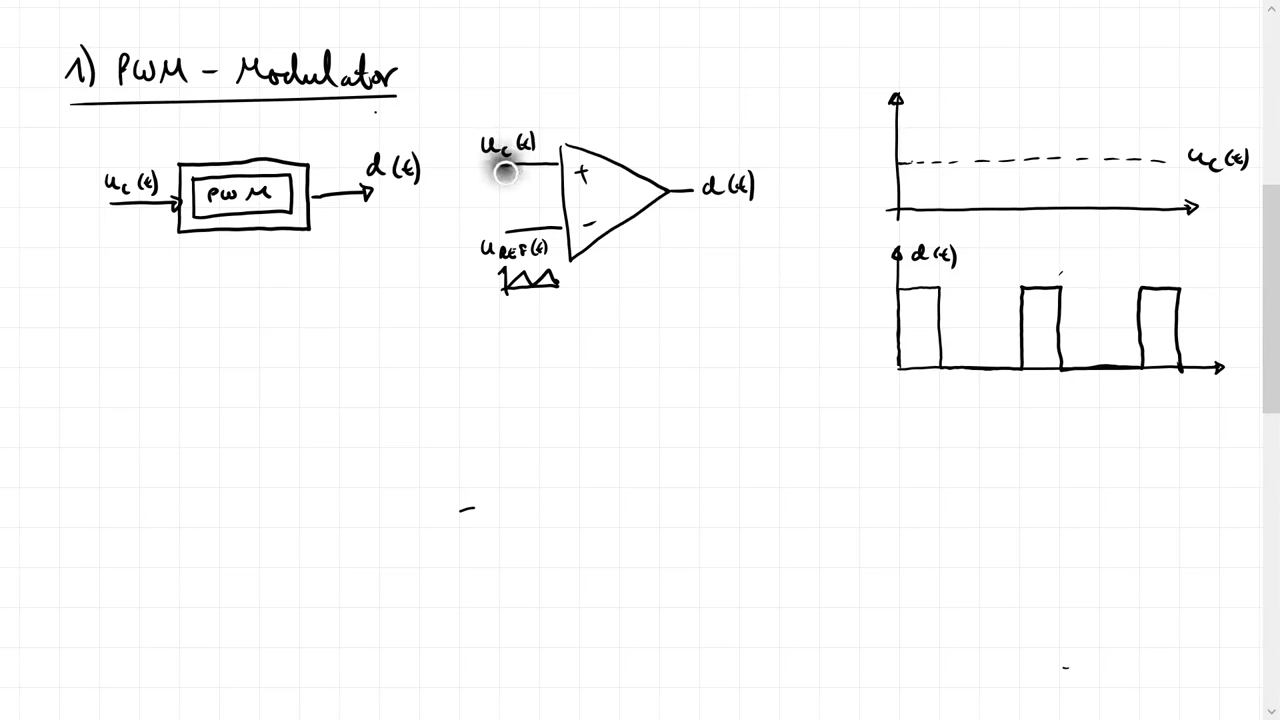 1) PWM - Modulator
u_c(t)
PWM
d(t)
u_c(t)
+
-
u_REF(t)
d(t)
u_c(t)
d(t)